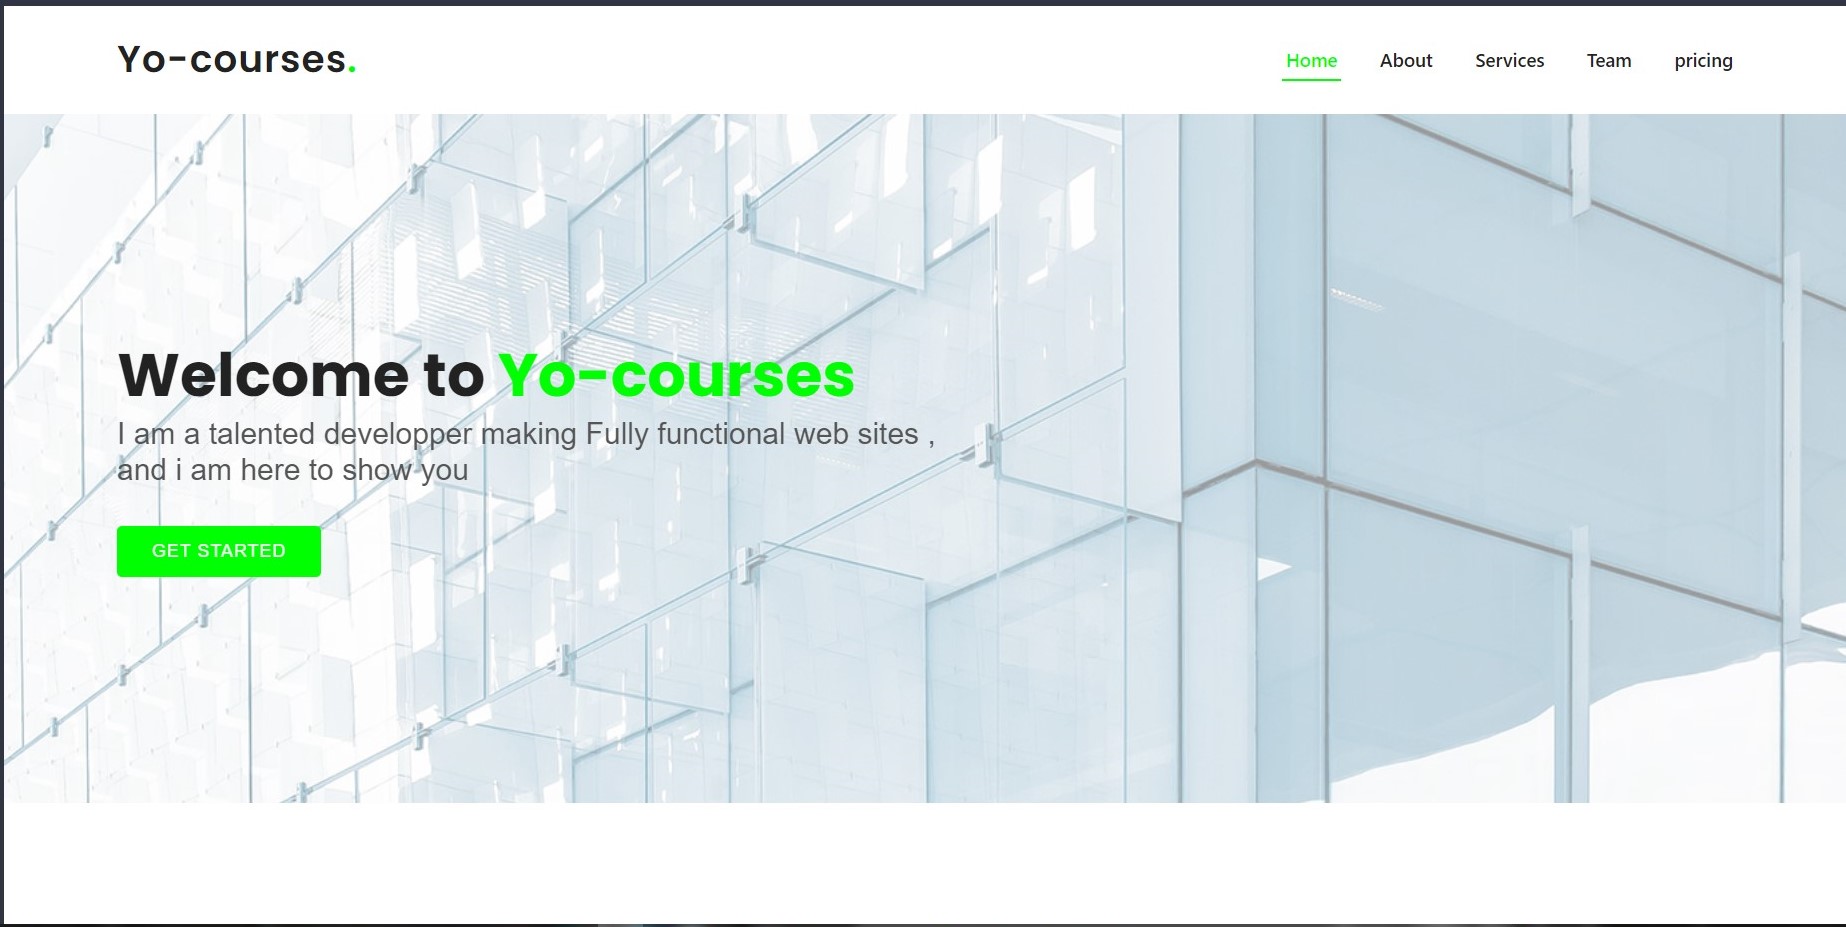 Yo-courses.
Home About Services Team pricing
Welcome to Yo-courses
I am a talented developper making Fully functional web sites ,
and i am here to show you
GET STARTED